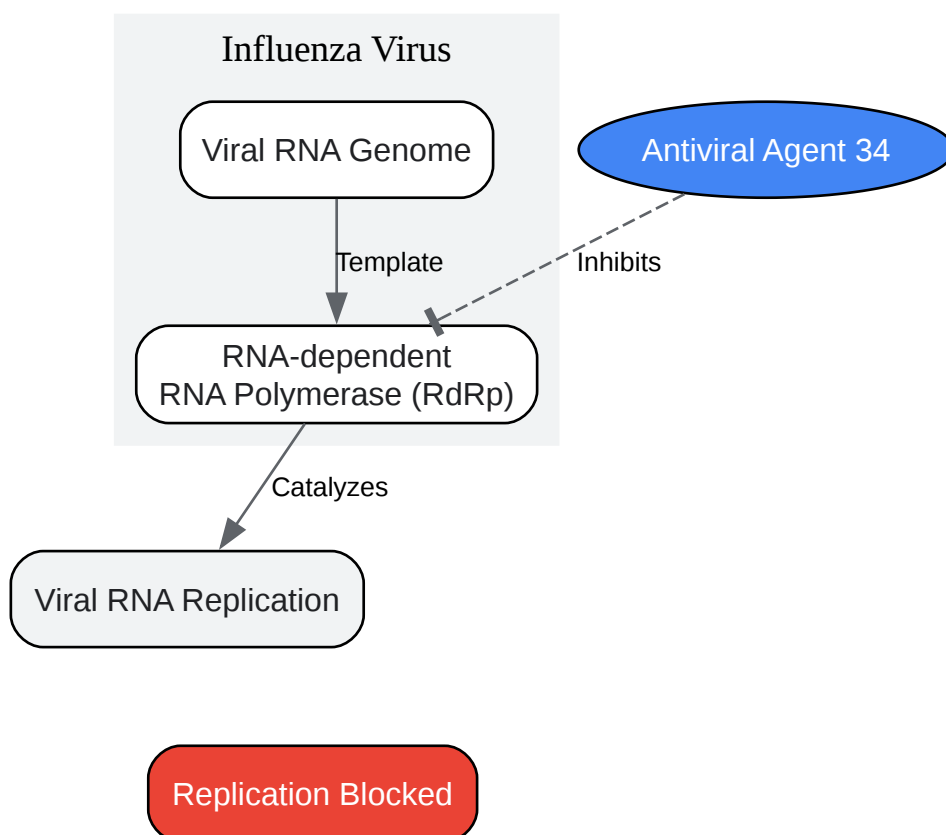 Influenza Virus
Viral RNA Genome
Antiviral Agent 34
Template
Inhibits
RNA-dependent
RNA Polymerase (RdRp)
Catalyzes
Viral RNA Replication
Replication Blocked